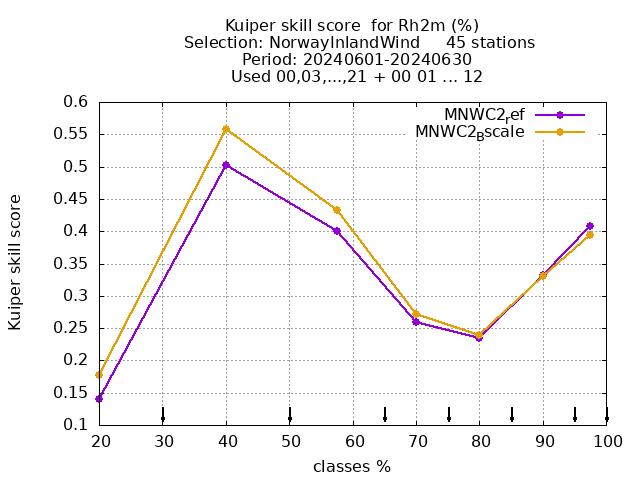 Kuiper skill score  for Rh2m (%)
Selection: NorwayInlandWind     45 stations
Period: 20240601-20240630
Used 00,03,...,21 + 00 01 ... 12
MNWC2_ref
MNWC2_Bscale
0.6
0.55
0.5
0.45
0.4
0.35
0.3
0.25
0.2
0.15
0.1
Kuiper skill score
20 30 40 50 60 70 80 90 100
classes %